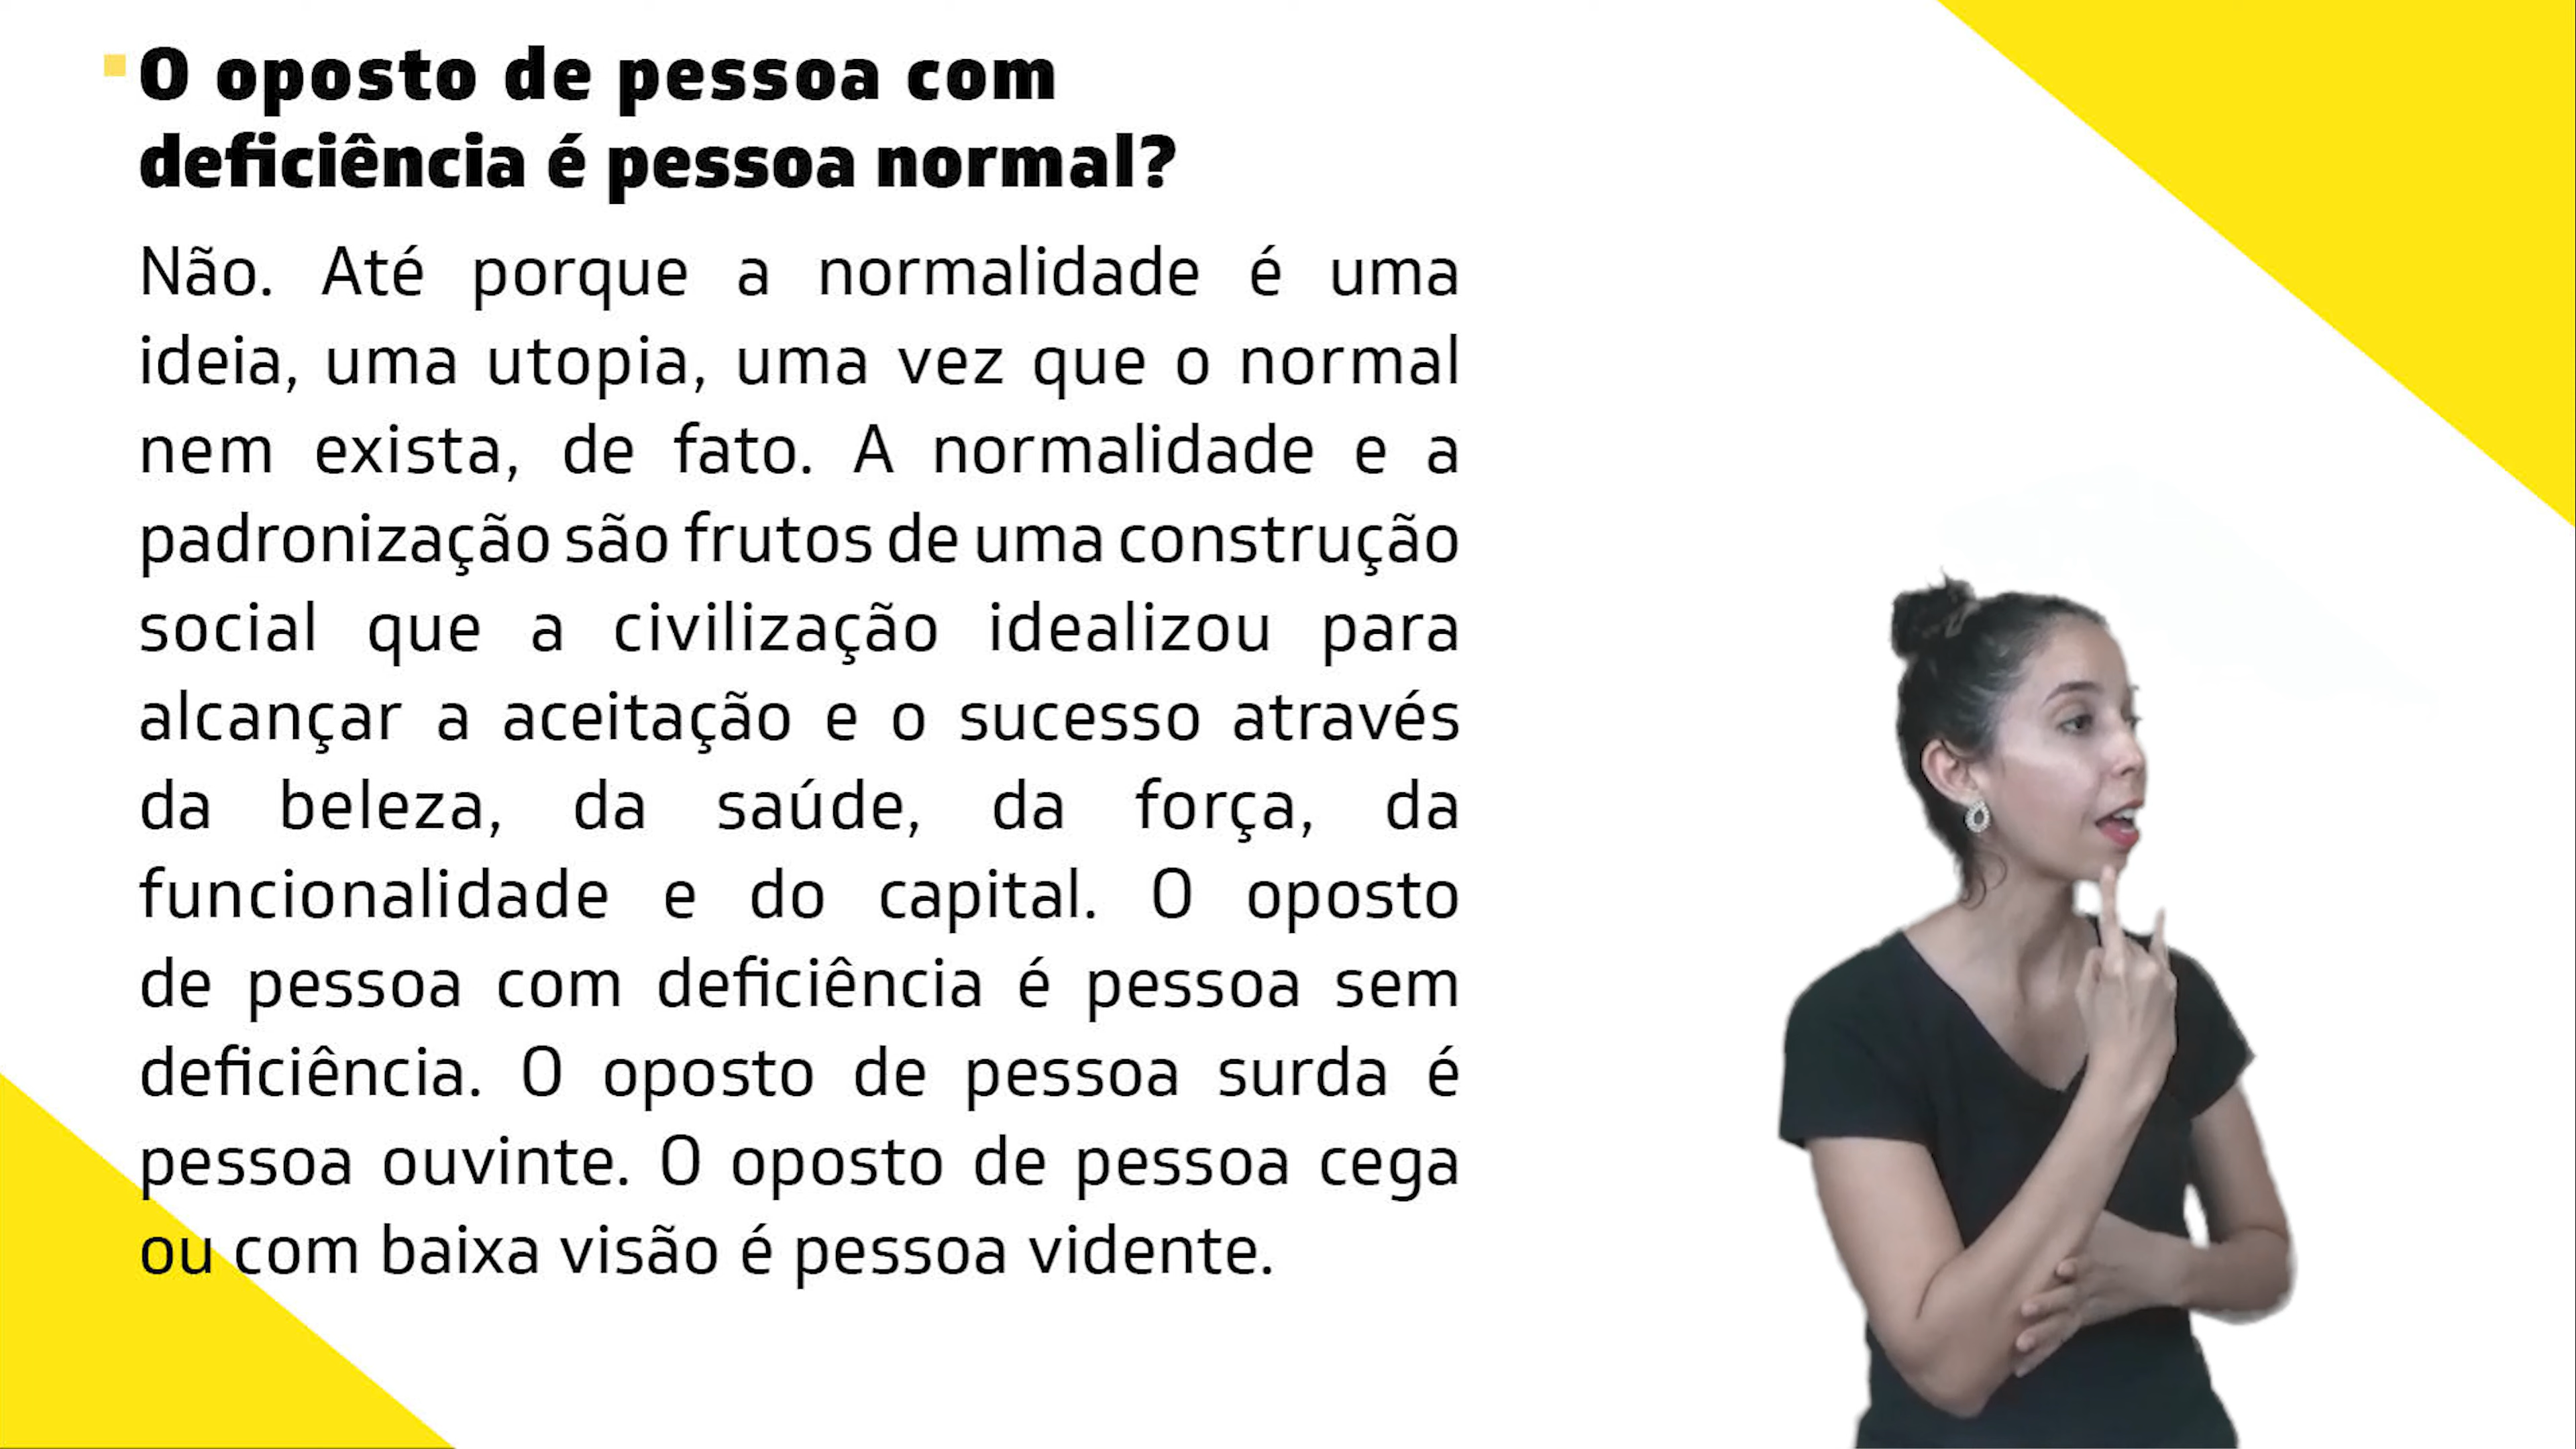 O oposto de pessoa com
deficiência é pessoa normal?
Não. Até porque a normalidade é uma
ideia, uma utopia, uma vez que o normal
nem exista, de fato. A normalidade e a
padronização são frutos de uma construção
social que a civilização idealizou para
alcançar a aceitação e o sucesso através
da beleza, da saúde, da força, da
funcionalidade e do capital. O oposto
de pessoa com deficiência é pessoa sem
deficiência. O oposto de pessoa surda é
pessoa ouvinte. O oposto de pessoa cega
ou com baixa visão é pessoa vidente.